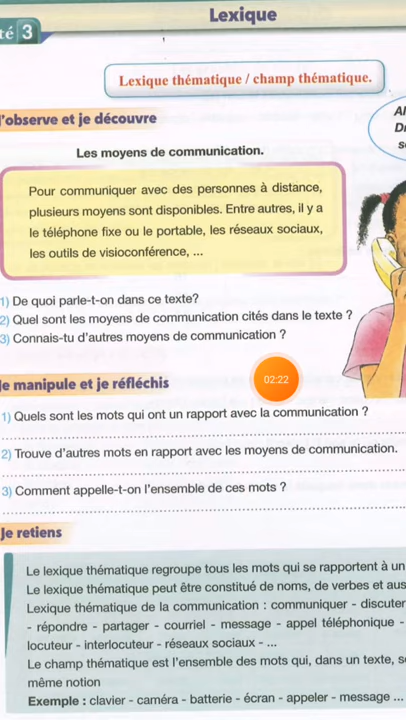 Lexique
té 3
Lexique thématique / champ thématique.
J'observe et je découvre
Les moyens de communication.
Pour communiquer avec des personnes à distance,
plusieurs moyens sont disponibles. Entre autres, il y a
le téléphone fixe ou le portable, les réseaux sociaux,
les outils de visioconférence, ...
Al
1) De quoi parle-t-on dans ce texte?
2) Quel sont les moyens de communication cités dans le texte ?
3) Connais-tu d'autres moyens de communication ?
Je manipule et je réfléchis
02:22
1) Quels sont les mots qui ont un rapport avec la communication ?
2) Trouve d'autres mots en rapport avec les moyens de communication.
3) Comment appelle-t-on l'ensemble de ces mots ?
Je retiens
Le lexique thématique regroupe tous les mots qui se rapportent à un
Le lexique thématique peut être constitué de noms, de verbes et aus
Lexique thématique de la communication : communiquer - discuter
- répondre - partager - courriel - message - appel téléphonique -
locuteur - interlocuteur - réseaux sociaux - ...
Le champ thématique est l'ensemble des mots qui, dans un texte, s
même notion
Exemple : clavier - caméra - batterie - écran - appeler - message ...